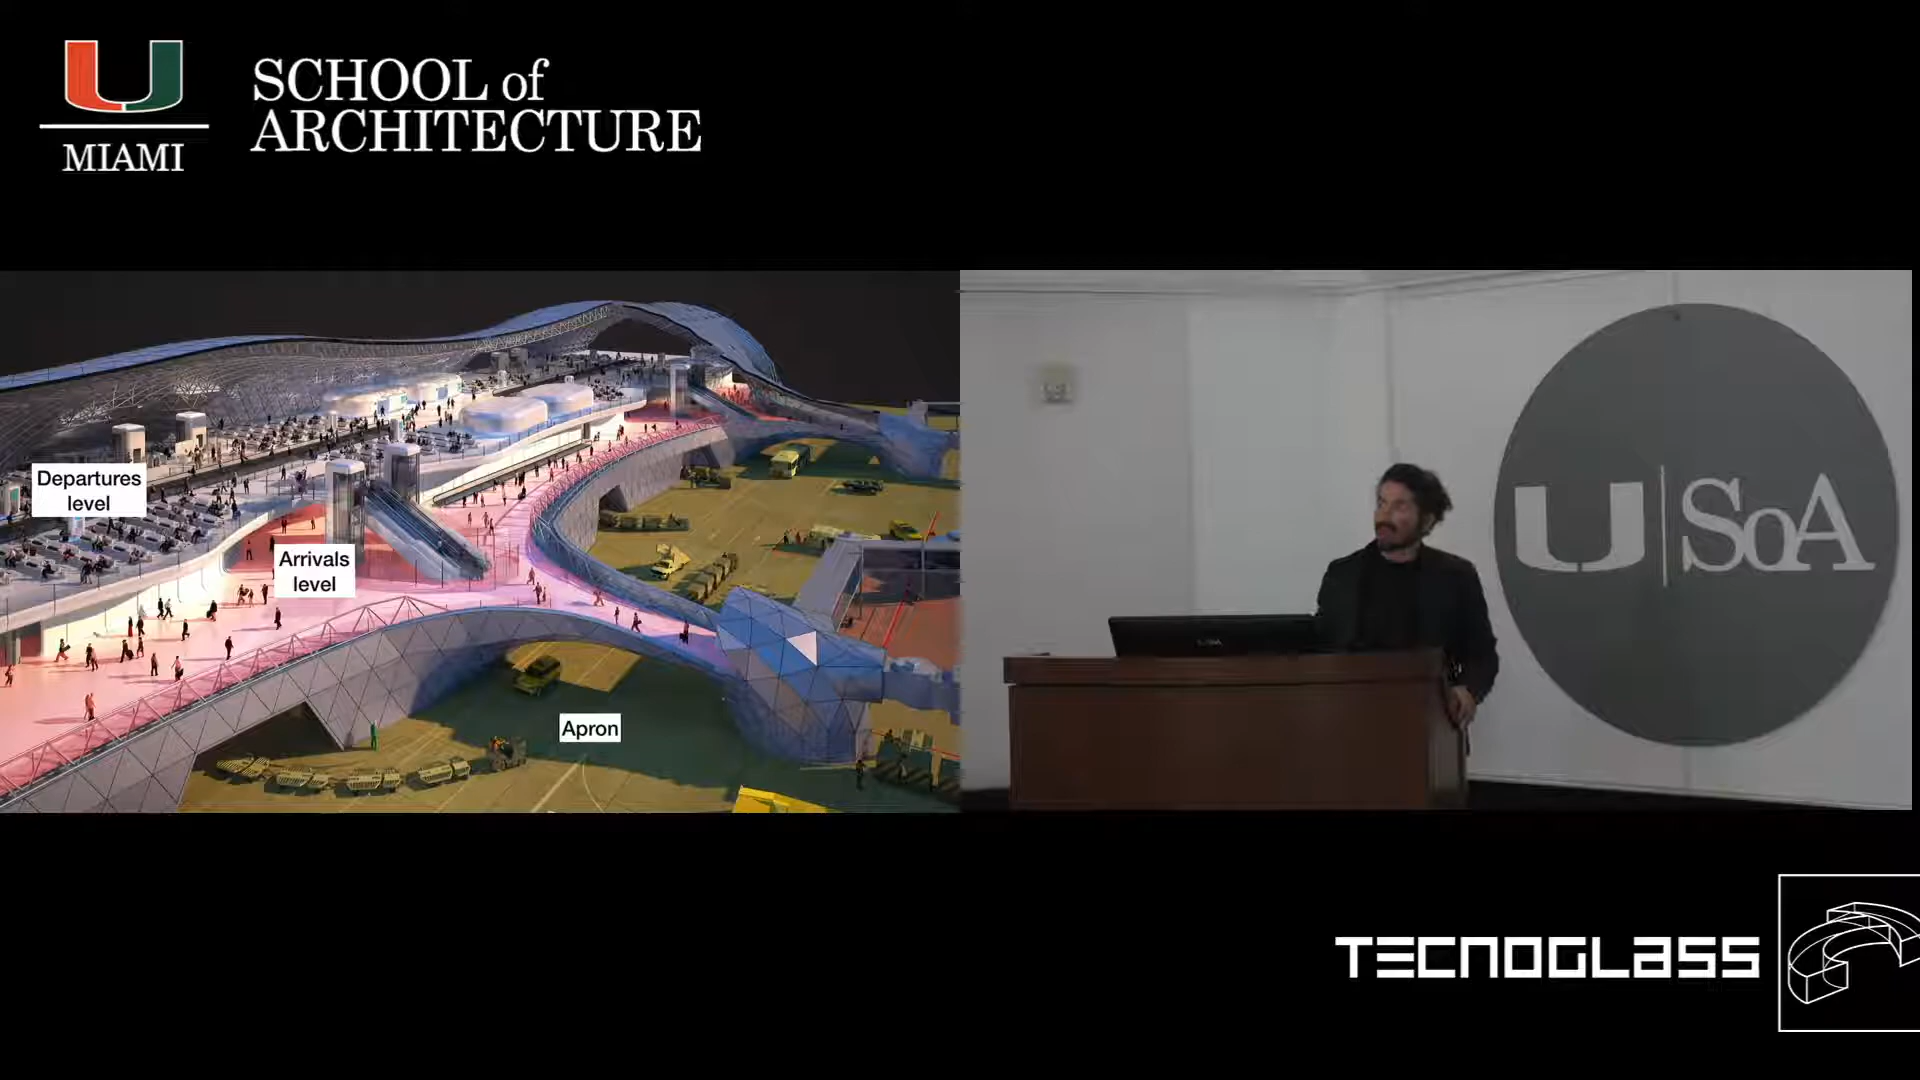 U
MIAMI
SCHOOL of
ARCHITECTURE
Departures
level
Arrivals
level
Apron
U | SoA
TECNOGLASS